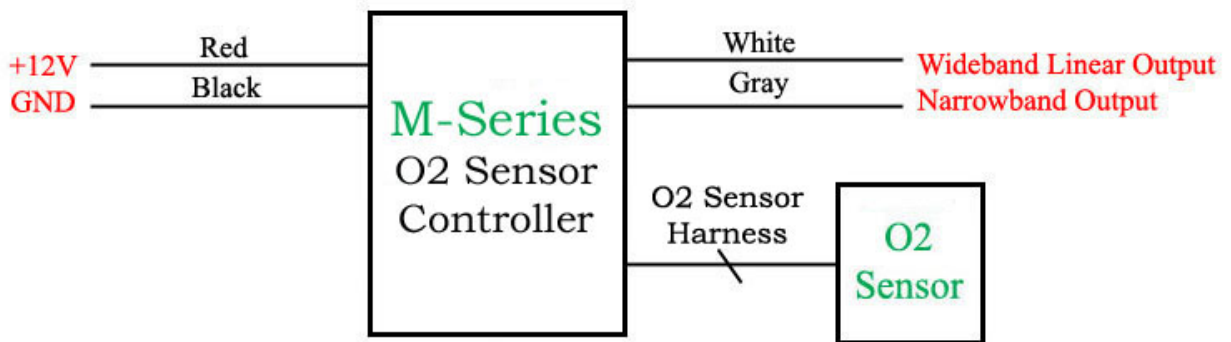 +12V
GND
Red
Black
M-Series
O2 Sensor
Controller
White
Gray
Wideband Linear Output
Narrowband Output
O2 Sensor
Harness
O2
Sensor